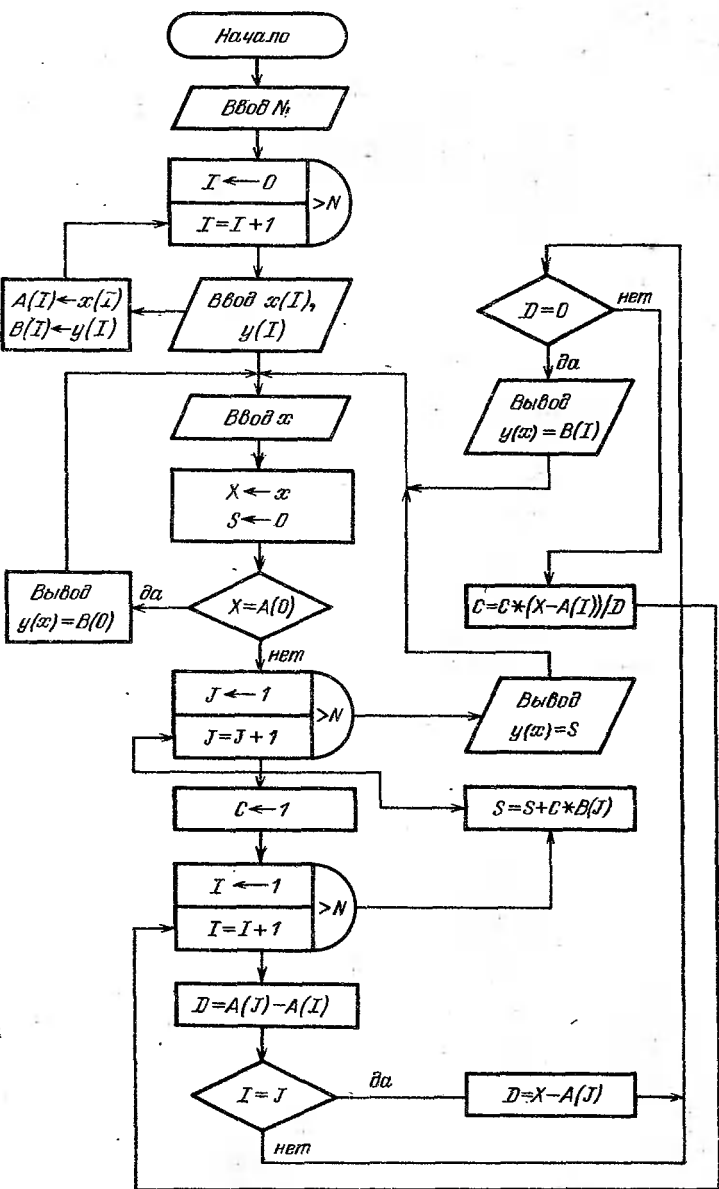 Начало
Ввод N
I ← 0
I = I + 1
>N
A(I) ← x(I)
B(I) ← y(I)
Ввод x(I),
y(I)
Ввод x
X ← x
S ← 0
Вывод
y(x) = B(0)
да
X = A(0)
нет
J ← 1
J = J + 1
>N
C ← 1
I ← 1
I = I + 1
>N
D = A(J) − A(I)
I = J
да
нет
D = 0
нет
да
Вывод
y(x) = B(I)
C = C * (X − A(I))/D
Вывод
y(x) = S
S = S + C * B(J)
D = X − A(J)